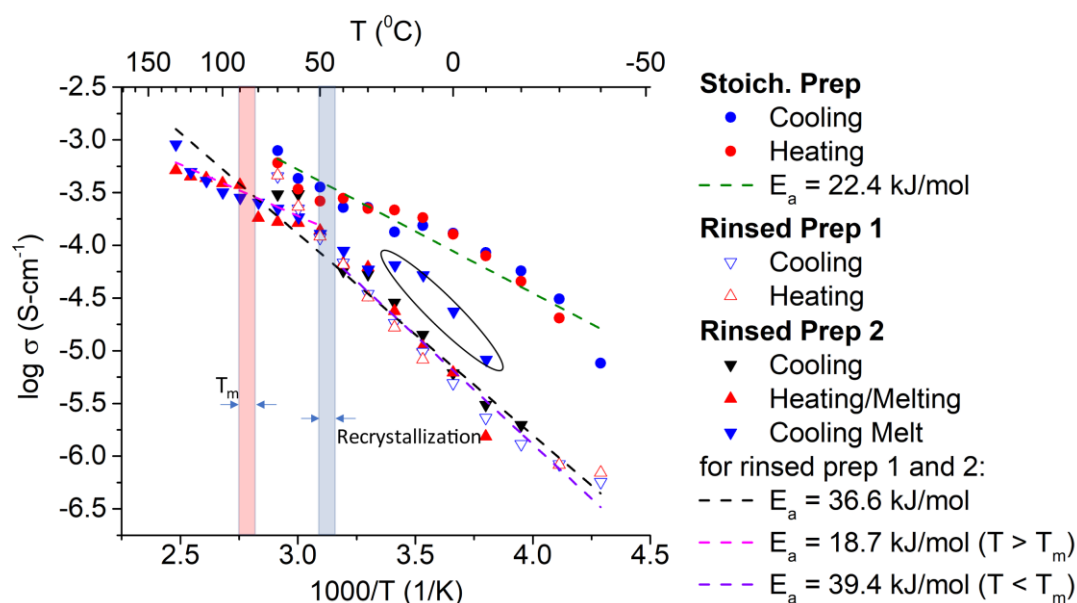 T (⁰C)
150 100 50 0 -50
-2.5
-3.0
-3.5
-4.0
-4.5
-5.0
-5.5
-6.0
-6.5
log σ (S-cm⁻¹)
Tₘ
Recrystallization
2.5 3.0 3.5 4.0 4.5
1000/T (1/K)
Stoich. Prep
Cooling
Heating
Eₐ = 22.4 kJ/mol
Rinsed Prep 1
Cooling
Heating
Rinsed Prep 2
Cooling
Heating/Melting
Cooling Melt
for rinsed prep 1 and 2:
Eₐ = 36.6 kJ/mol
Eₐ = 18.7 kJ/mol (T > Tₘ)
Eₐ = 39.4 kJ/mol (T < Tₘ)